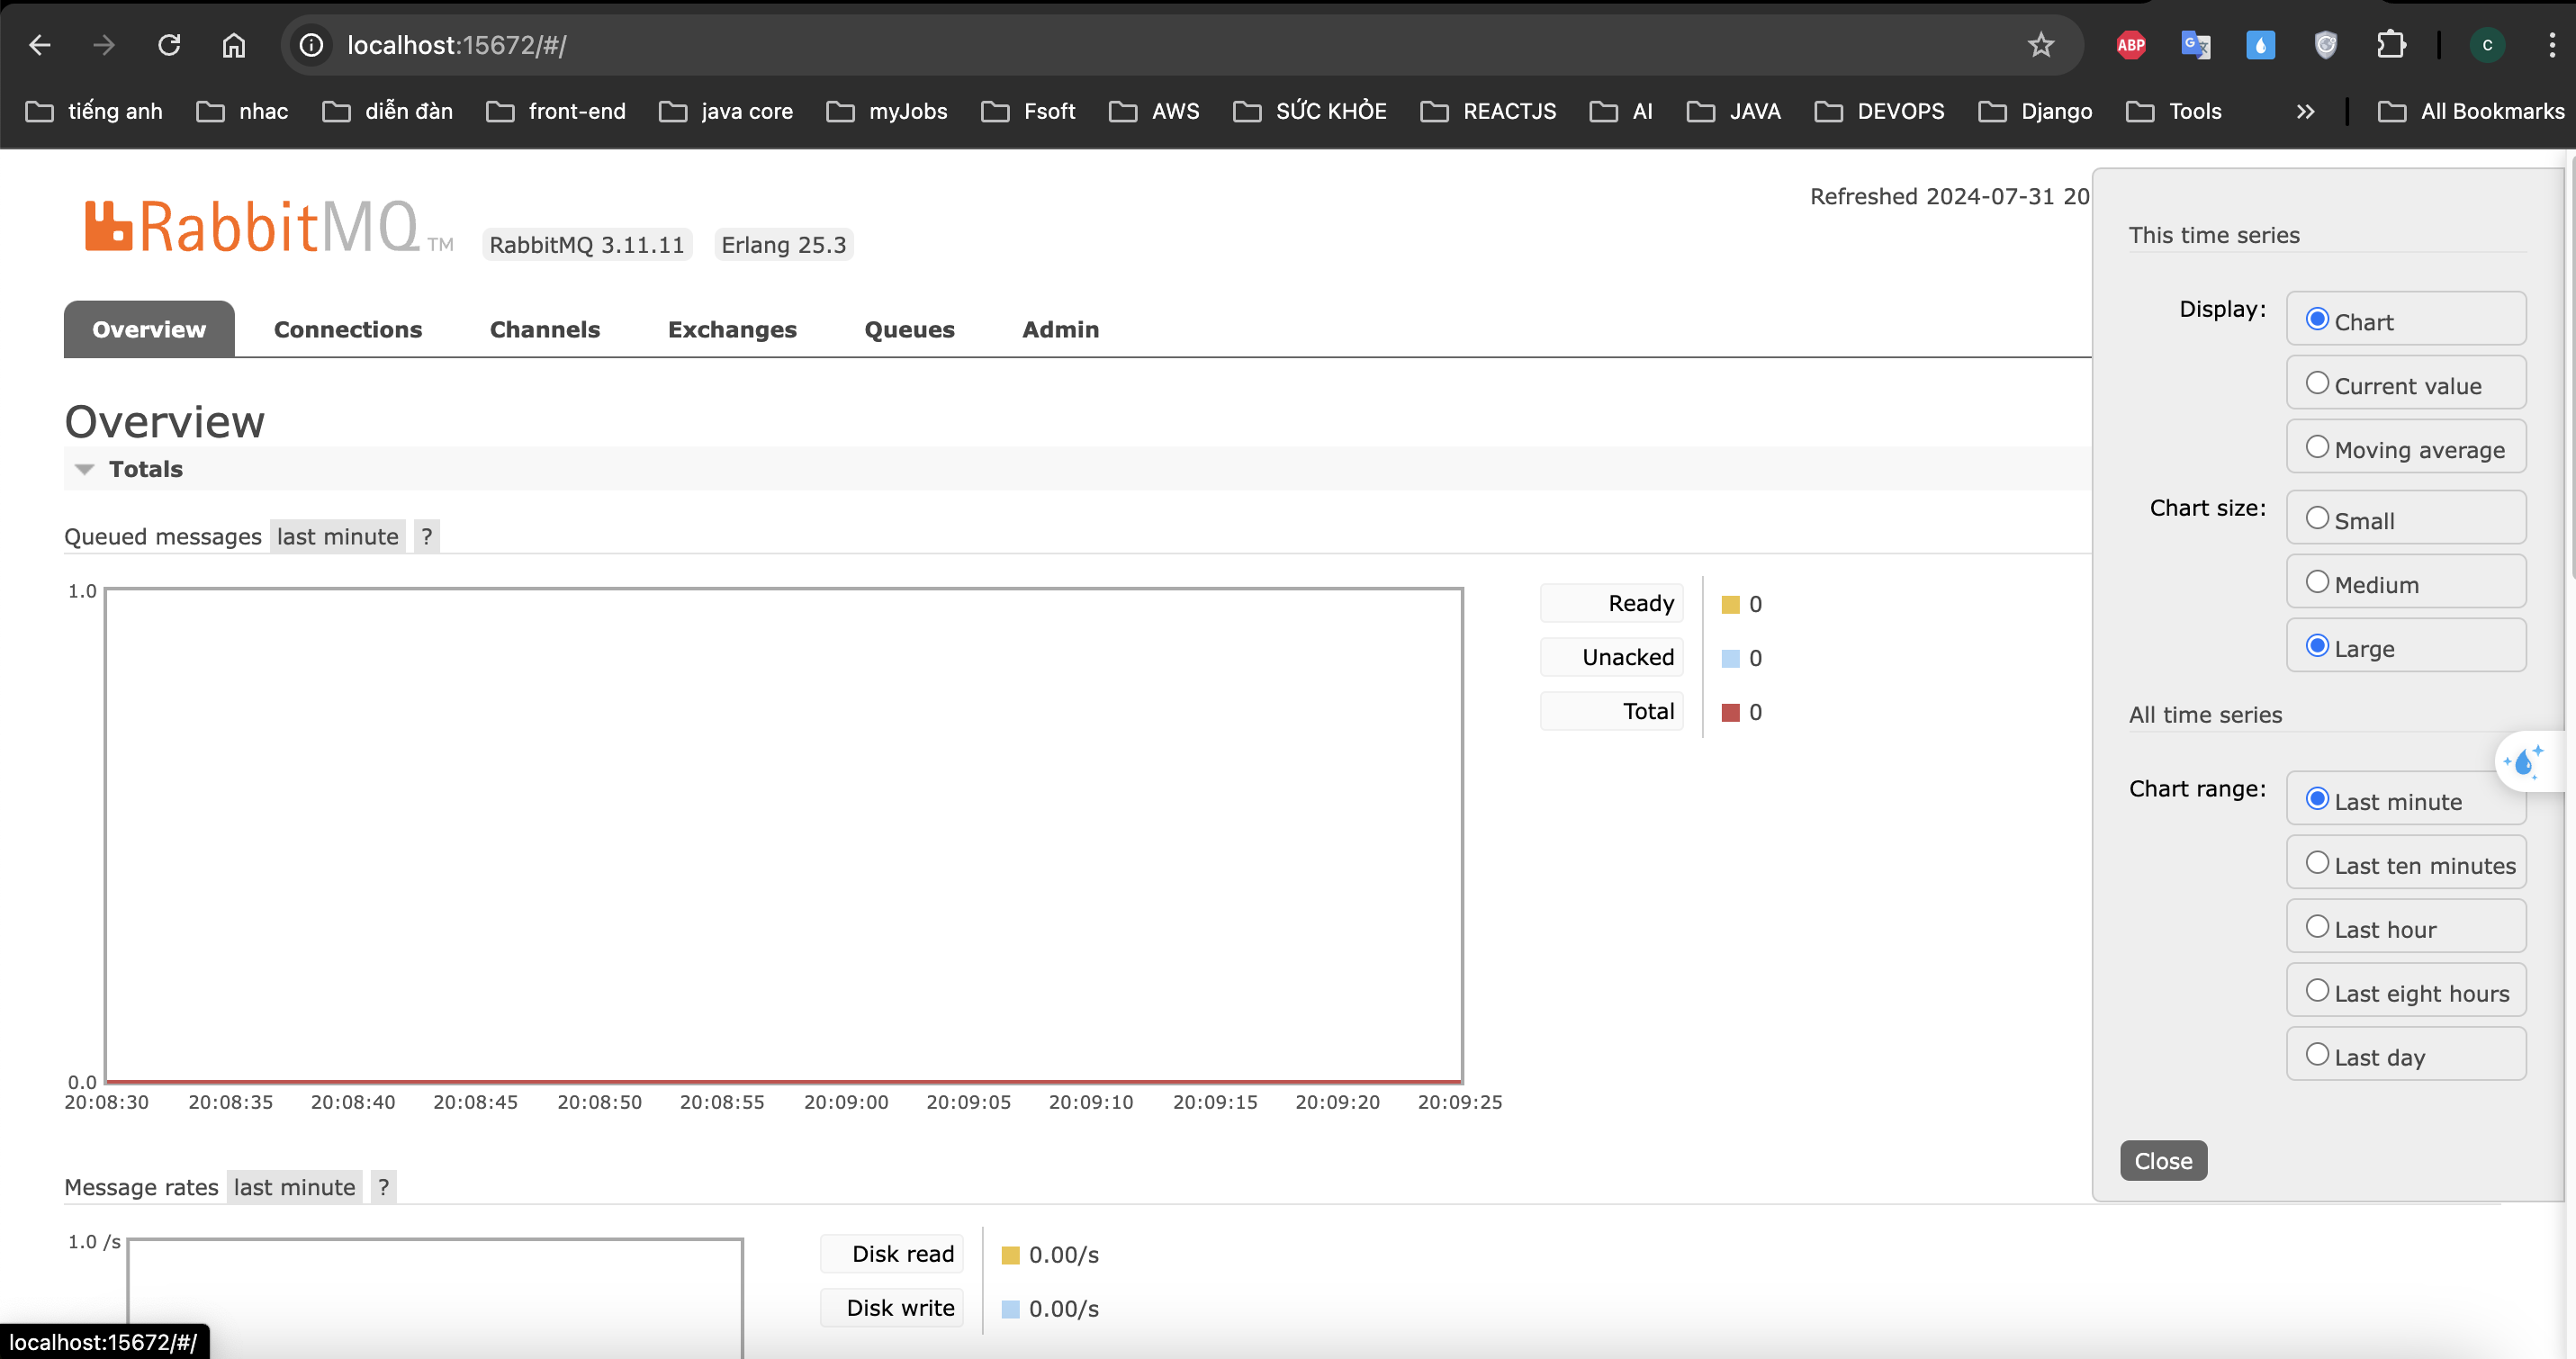 localhost:15672/#/
ABP
G
C
tiếng anh nhac diễn đàn front-end java core myJobs Fsoft AWS SỨC KHỎE REACTJS AI JAVA DEVOPS Django Tools » All Bookmarks
RabbitMQ TM RabbitMQ 3.11.11 Erlang 25.3
Refreshed 2024-07-31 20
Overview Connections Channels Exchanges Queues Admin
Overview
Totals
Queued messages last minute ?
1.0
0.0
20:08:30 20:08:35 20:08:40 20:08:45 20:08:50 20:08:55 20:09:00 20:09:05 20:09:10 20:09:15 20:09:20 20:09:25
Ready 0
Unacked 0
Total 0
Message rates last minute ?
1.0 /s
Disk read 0.00/s
Disk write 0.00/s
This time series
Display: Chart
Current value
Moving average
Chart size: Small
Medium
Large
All time series
Chart range: Last minute
Last ten minutes
Last hour
Last eight hours
Last day
Close
localhost:15672/#/